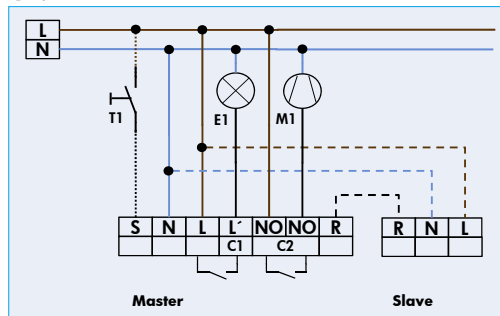 L
N
T1
E1
M1
S N L L´ NO NO R
C1 C2
R N L
Master
Slave